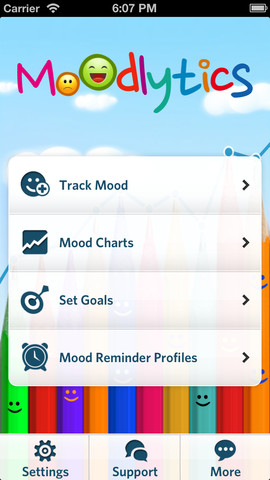 Carrier 6:07 PM
Moodlytics
Track Mood
Mood Charts
Set Goals
Mood Reminder Profiles
Settings Support More